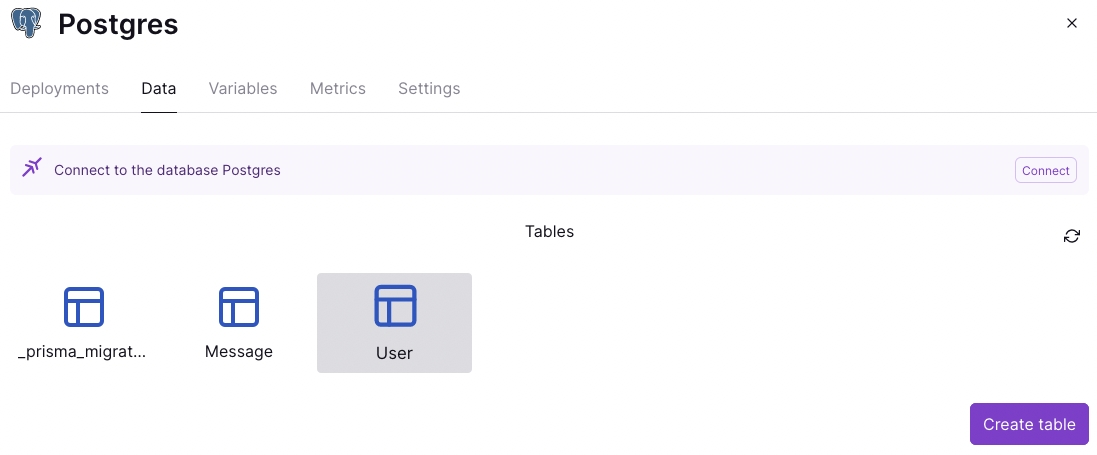 Postgres
Deployments Data Variables Metrics Settings
Connect to the database Postgres Connect
Tables
_prisma_migrat... Message User
Create table